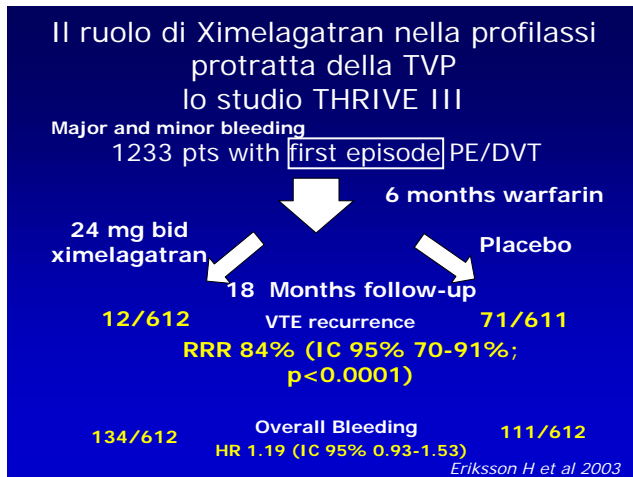 Il ruolo di Ximelagatran nella profilassi
protratta della TVP
lo studio THRIVE III
Major and minor bleeding
1233 pts with first episode PE/DVT
6 months warfarin
24 mg bid
ximelagatran
Placebo
18 Months follow-up
12/612 VTE recurrence 71/611
RRR 84% (IC 95% 70-91%;
p<0.0001)
134/612 Overall Bleeding 111/612
HR 1.19 (IC 95% 0.93-1.53)
Eriksson H et al 2003